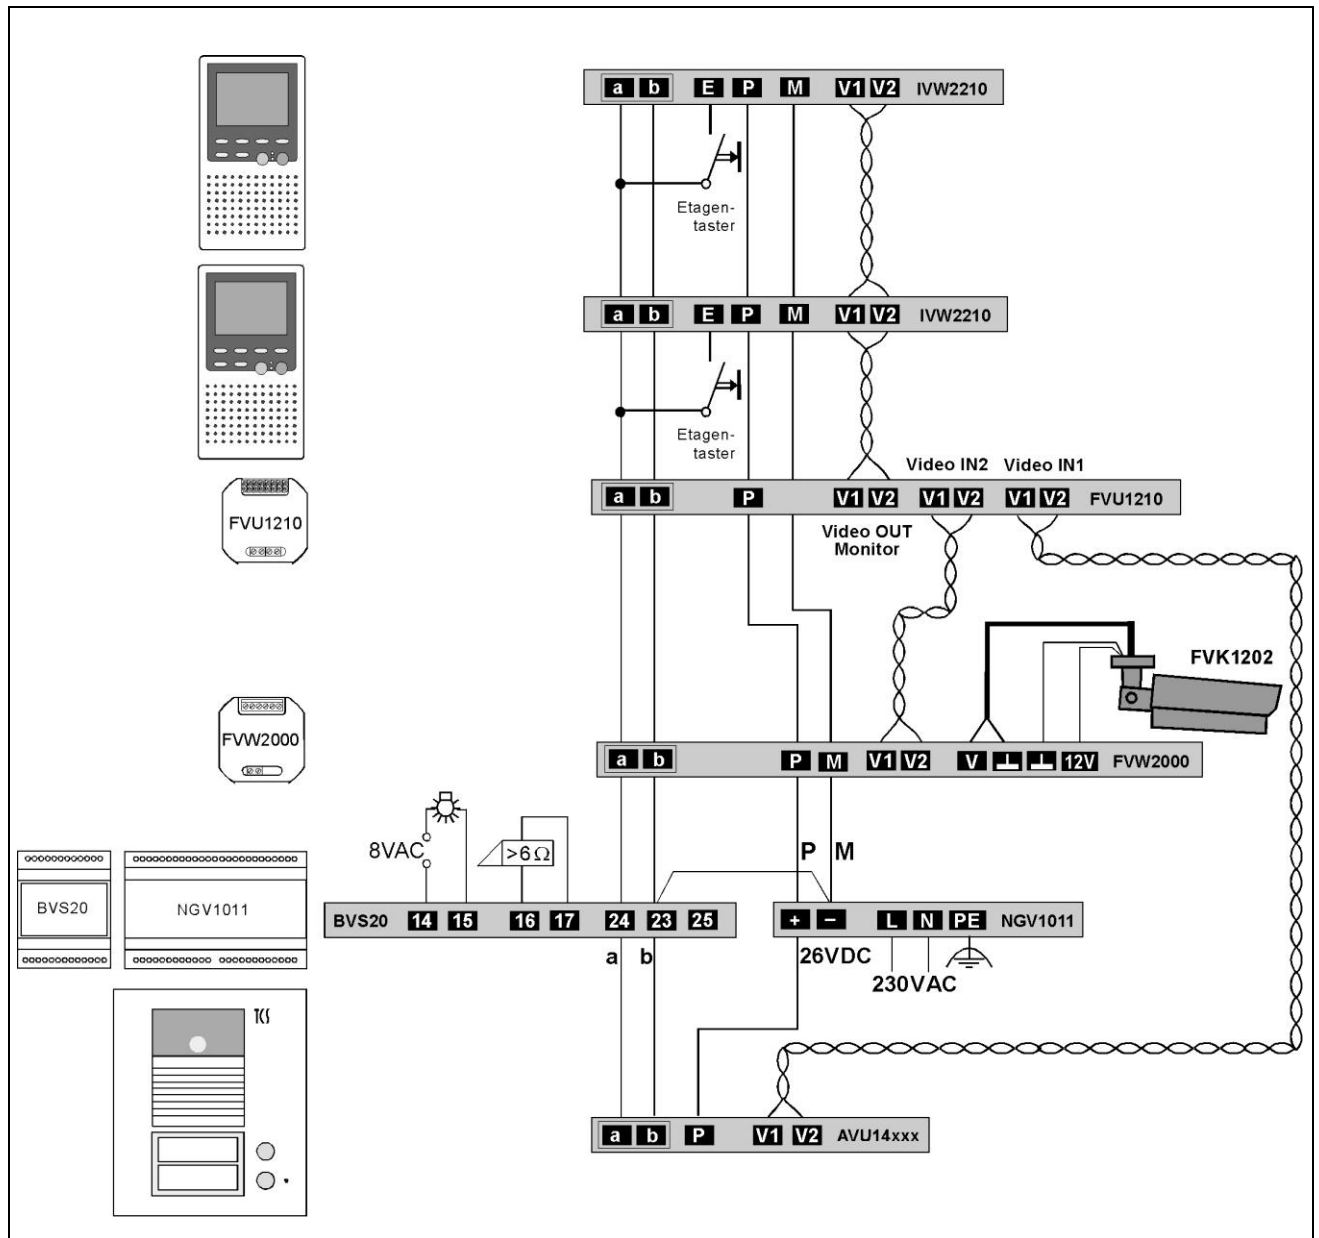 a b E P M V1 V2 IVW2210
Etagen-
taster
a b E P M V1 V2 IVW2210
Etagen-
taster
Video IN2 Video IN1
a b P V1 V2 V1 V2 V1 V2 FVU1210
FVU1210
Video OUT
Monitor
FVK1202
FVW2000
a b P M V1 V2 V 12V FVW2000
8VAC >6Ω P M
BVS20 NGV1011
BVS20 14 15 16 17 24 23 25 + − L N PE NGV1011
a b 26VDC
230VAC
TCS
a b P V1 V2 AVU14xxx